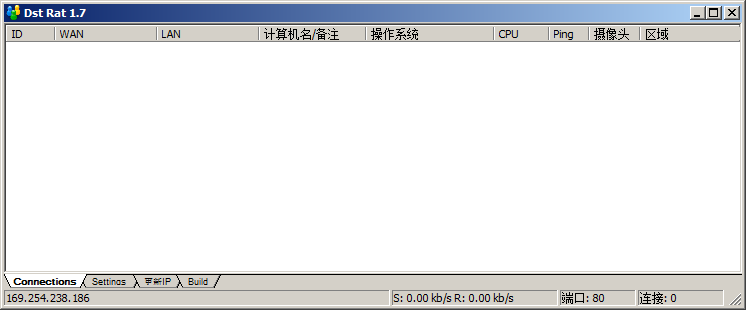 Dst Rat 1.7
ID WAN LAN 计算机名/备注 操作系统 CPU Ping 摄像头 区域
Connections Settings 更新IP Build
169.254.238.186 S: 0.00 kb/s R: 0.00 kb/s 端口: 80 连接: 0